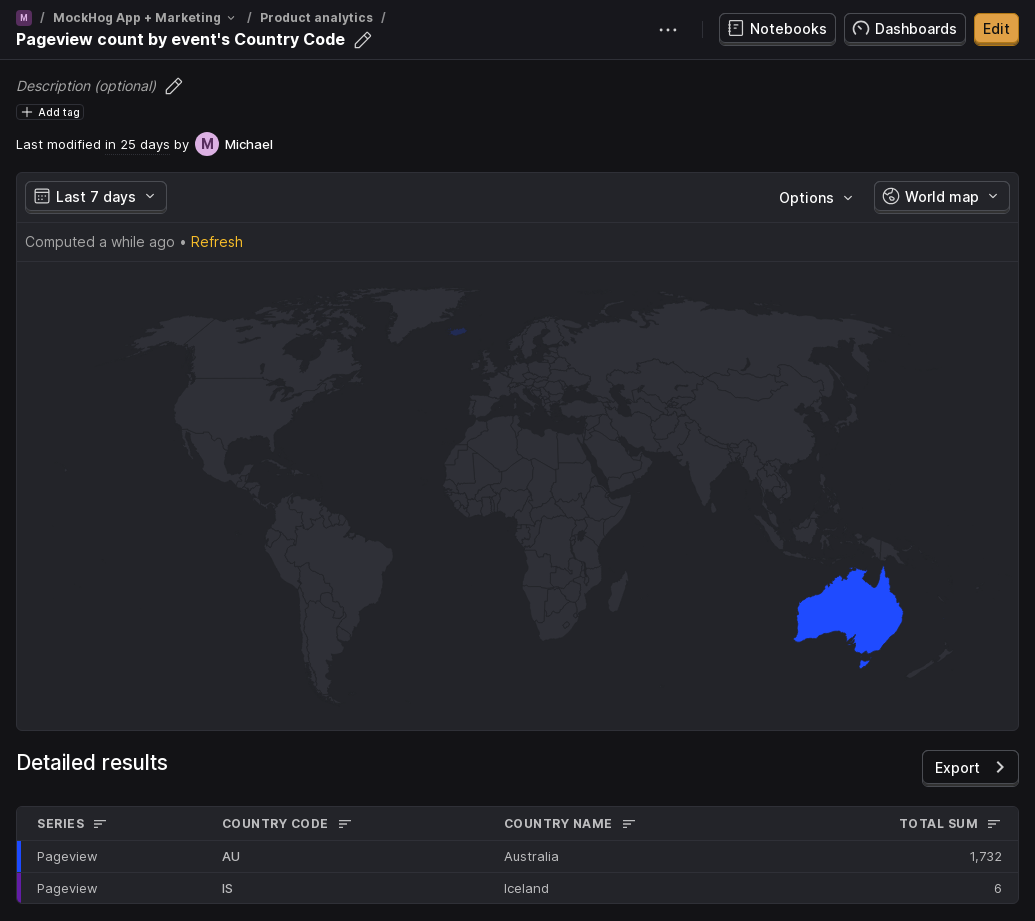 M / MockHog App + Marketing / Product analytics /
Pageview count by event's Country Code
Notebooks
Dashboards
Edit
Description (optional)
Add tag
Last modified in 25 days by M Michael
Last 7 days
Options
World map
Computed a while ago • Refresh
Detailed results
Export
SERIES COUNTRY CODE COUNTRY NAME TOTAL SUM
Pageview AU Australia 1,732
Pageview IS Iceland 6